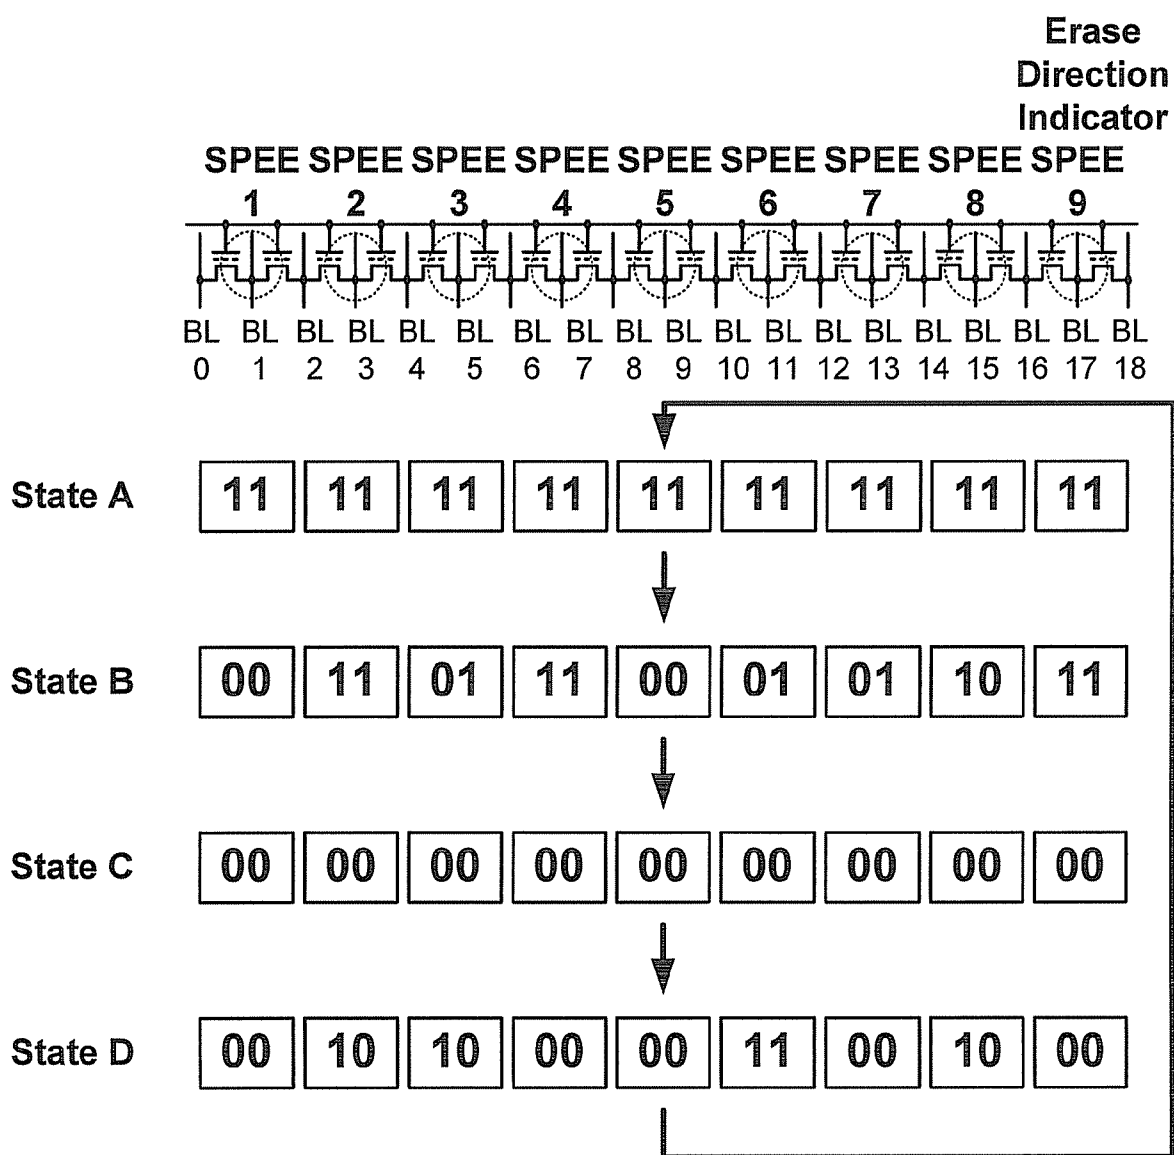 Erase
Direction
Indicator
SPEE SPEE SPEE SPEE SPEE SPEE SPEE SPEE SPEE
1 2 3 4 5 6 7 8 9
BL BL BL BL BL BL BL BL BL BL BL BL BL BL BL BL BL BL BL
0 1 2 3 4 5 6 7 8 9 10 11 12 13 14 15 16 17 18
State A 11 11 11 11 11 11 11 11 11
State B 00 11 01 11 00 01 01 10 11
State C 00 00 00 00 00 00 00 00 00
State D 00 10 10 00 00 11 00 10 00